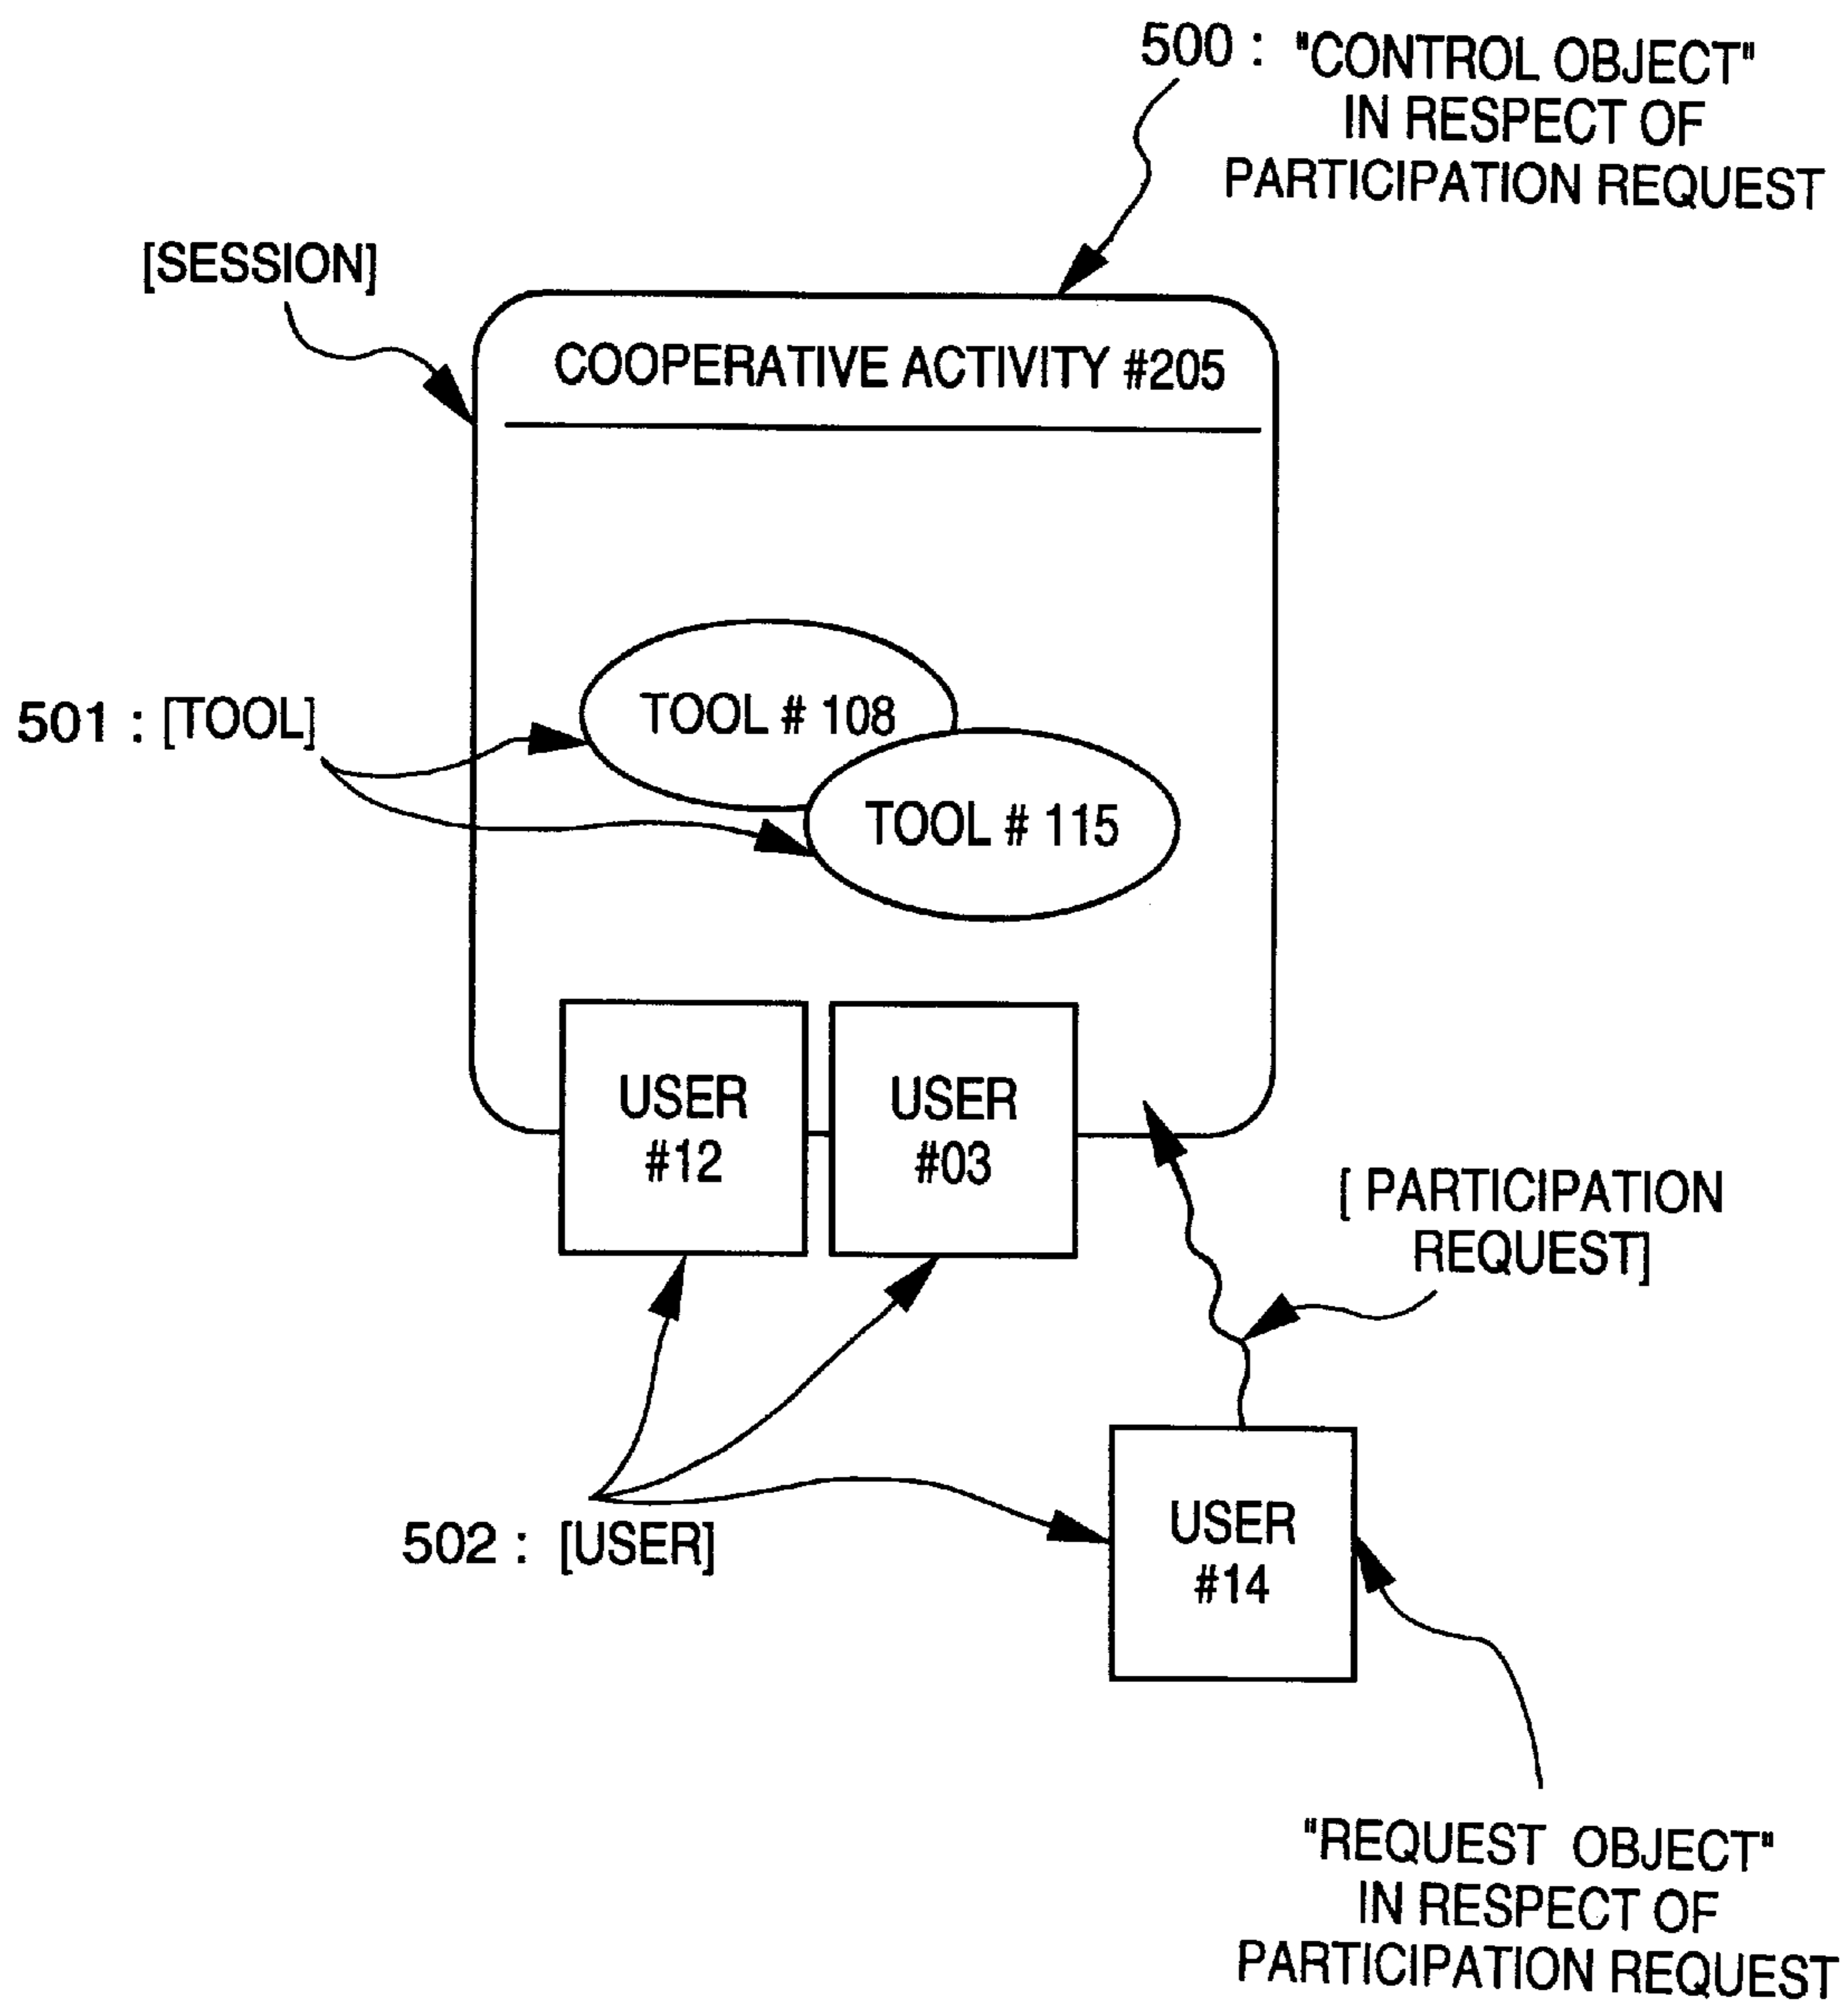 500 : "CONTROL OBJECT"
IN RESPECT OF
PARTICIPATION REQUEST
[SESSION]
COOPERATIVE ACTIVITY #205
501 : [TOOL]
TOOL # 108
TOOL # 115
USER
#12
USER
#03
[ PARTICIPATION
REQUEST]
502 : [USER]
USER
#14
"REQUEST OBJECT"
IN RESPECT OF
PARTICIPATION REQUEST